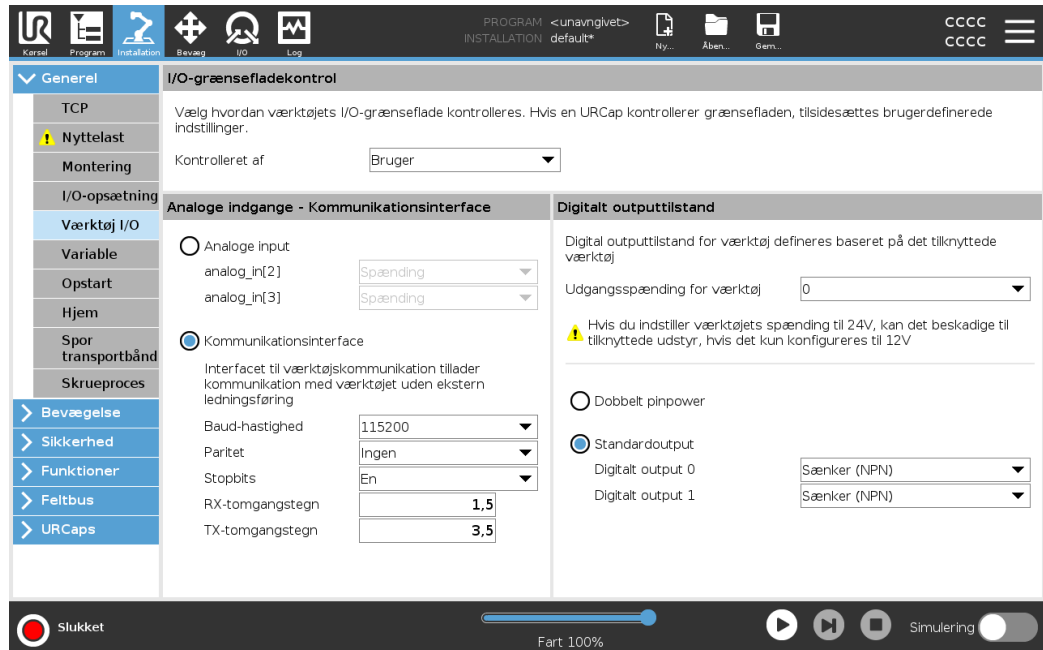 UR
PROGRAM <unavngivet>
INSTALLATION default*
cccc
cccc
Kørsel Program Installation Bevæg I/O Log Ny... Åben... Gem...
Generel
TCP
Nyttelast
Montering
I/O-opsætning
Værktøj I/O
Variable
Opstart
Hjem
Spor
transportbånd
Skrueproces
Bevægelse
Sikkerhed
Funktioner
Feltbus
URCaps
I/O-grænsefladekontrol
Vælg hvordan værktøjets I/O-grænseflade kontrolleres. Hvis en URCap kontrollerer grænsefladen, tilsidesættes brugerdefinerede
indstillinger.
Kontrolleret af Bruger
Analoge indgange - Kommunikationsinterface
Analoge input
analog_in[2] Spænding
analog_in[3] Spænding
Kommunikationsinterface
Interfacet til værktøjskommunikation tillader
kommunikation med værktøjet uden ekstern
ledningsføring
Baud-hastighed 115200
Paritet Ingen
Stopbits En
RX-tomgangstegn 1,5
TX-tomgangstegn 3,5
Digitalt outputtilstand
Digital outputtilstand for værktøj defineres baseret på det tilknyttede
værktøj
Udgangsspænding for værktøj 0
Hvis du indstiller værktøjets spænding til 24V, kan det beskadige til
tilknyttede udstyr, hvis det kun konfigureres til 12V
Dobbelt pinpower
Standardoutput
Digitalt output 0 Sænker (NPN)
Digitalt output 1 Sænker (NPN)
Slukket
Fart 100%
Simulering